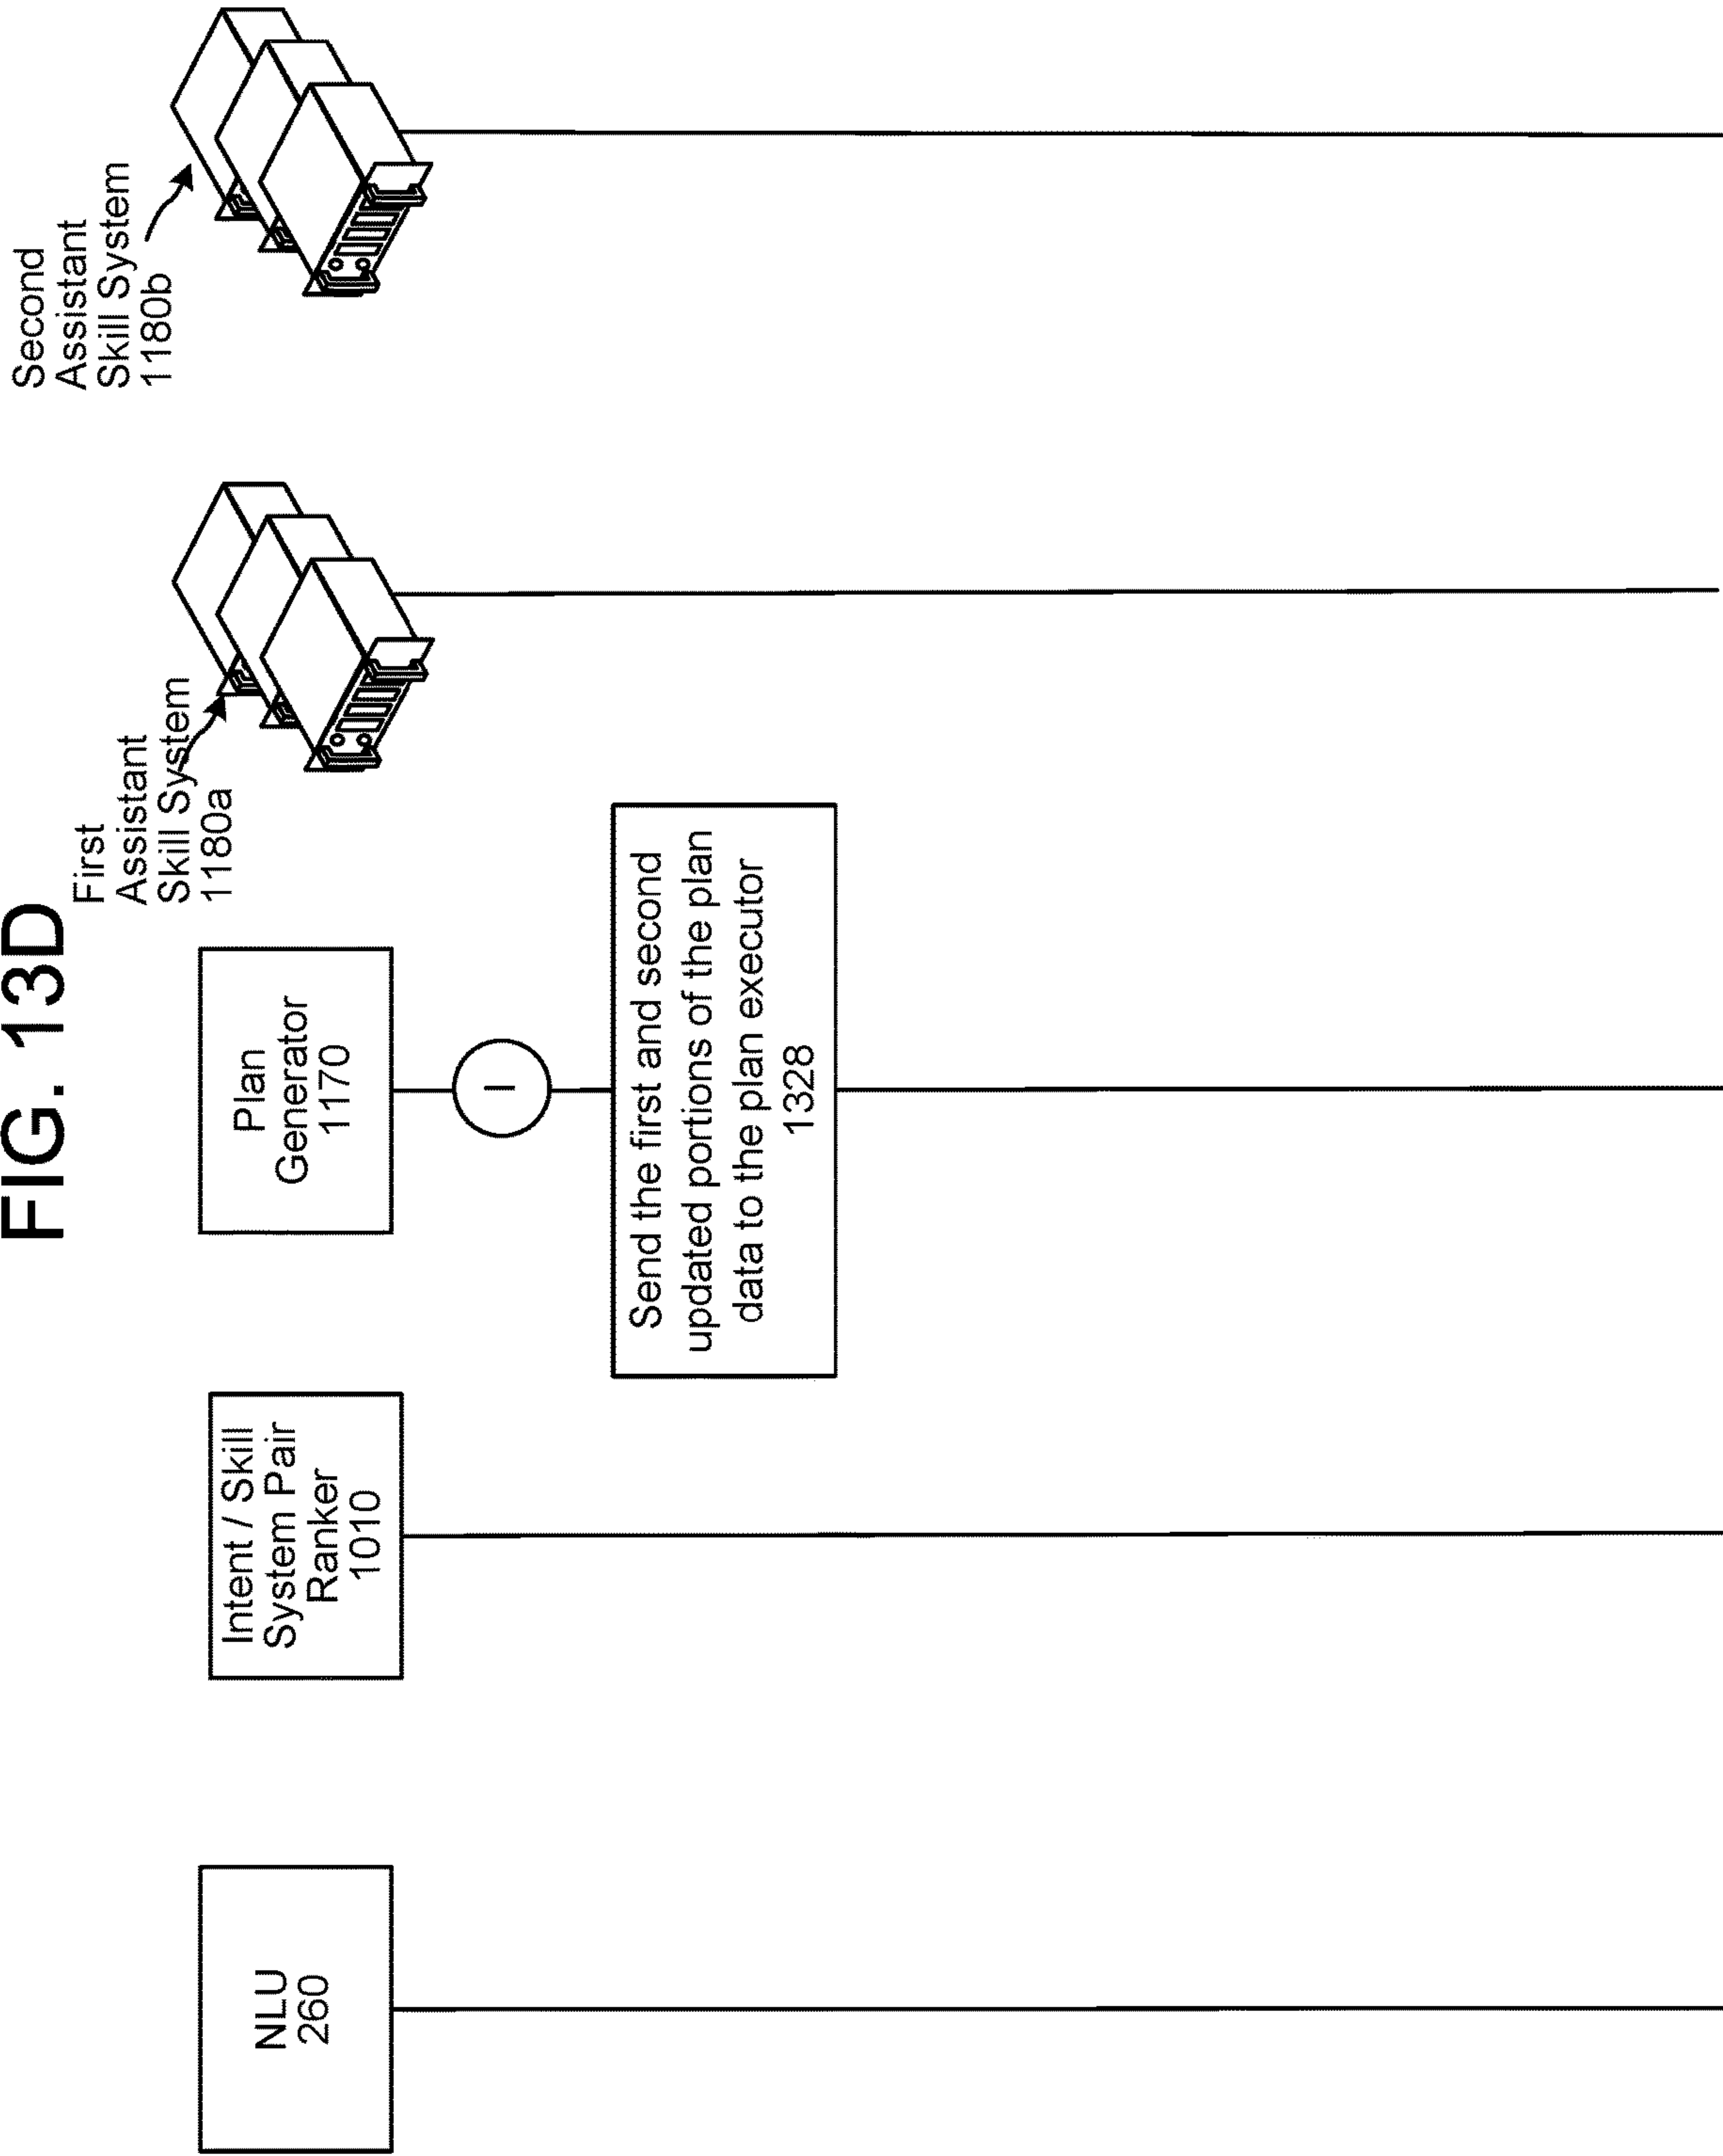 FIG. 13D
NLU
260
Intent / Skill
System Pair
Ranker
1010
Plan
Generator
1170
First
Assistant
Skill System
1180a
Second
Assistant
Skill System
1180b
I
Send the first and second
updated portions of the plan
data to the plan executor
1328